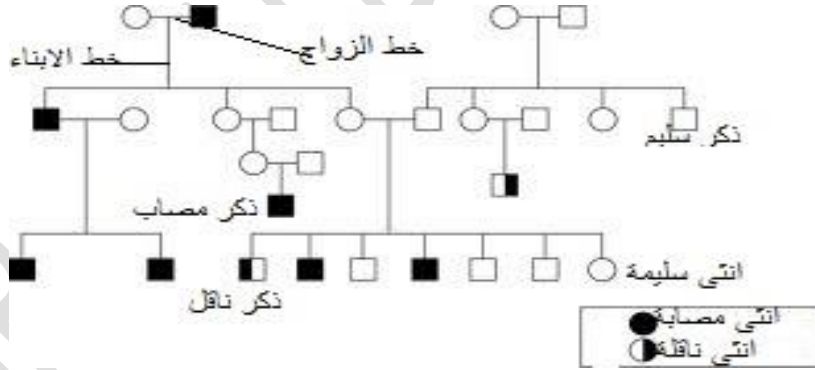 خط الزواج
خط الابناء
ذكر سليم
ذكر مصاب
انثى سليمة
ذكر ناقل
انثى مصابة
انثى ناقلة